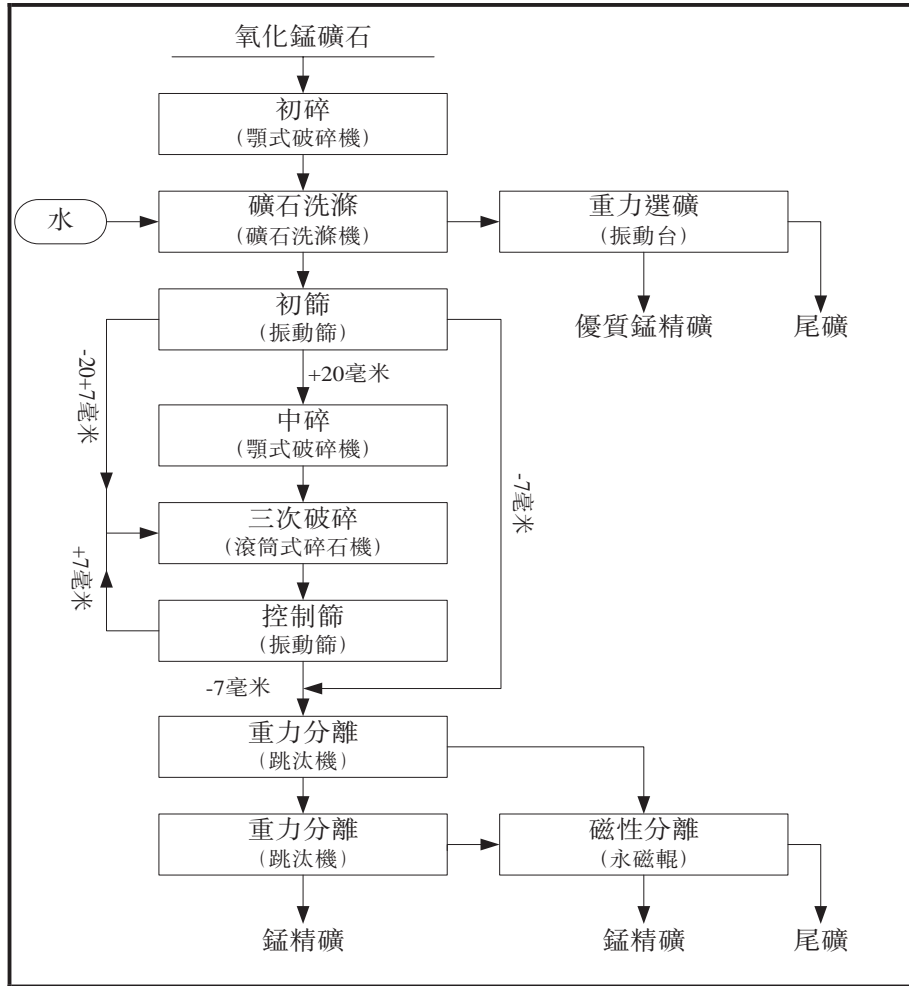 氧化錳礦石
初碎
(顎式破碎機)
水
礦石洗滌
(礦石洗滌機)
重力選礦
(振動台)
初篩
(振動篩)
優質錳精礦
尾礦
-20+7毫米
+20毫米
中碎
(顎式破碎機)
-7毫米
三次破碎
(滾筒式碎石機)
+7毫米
控制篩
(振動篩)
-7毫米
重力分離
(跳汰機)
重力分離
(跳汰機)
磁性分離
(永磁輥)
錳精礦
錳精礦
尾礦